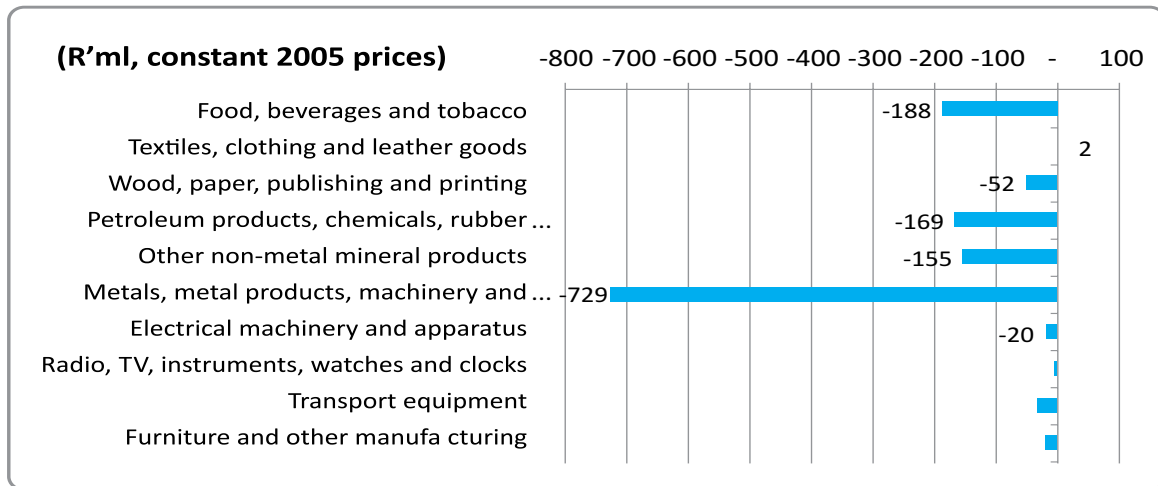 (R’ml, constant 2005 prices) -800 -700 -600 -500 -400 -300 -200 -100 - 100
Food, beverages and tobacco -188
Textiles, clothing and leather goods 2
Wood, paper, publishing and printing -52
Petroleum products, chemicals, rubber ... -169
Other non-metal mineral products -155
Metals, metal products, machinery and ... -729
Electrical machinery and apparatus -20
Radio, TV, instruments, watches and clocks
Transport equipment
Furniture and other manufa cturing